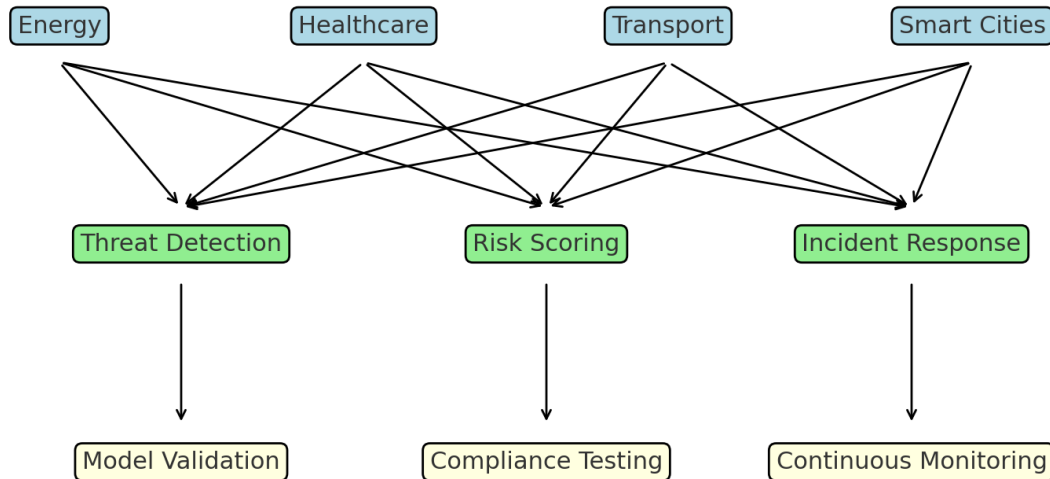 Energy
Healthcare
Transport
Smart Cities
Threat Detection
Risk Scoring
Incident Response
Model Validation
Compliance Testing
Continuous Monitoring